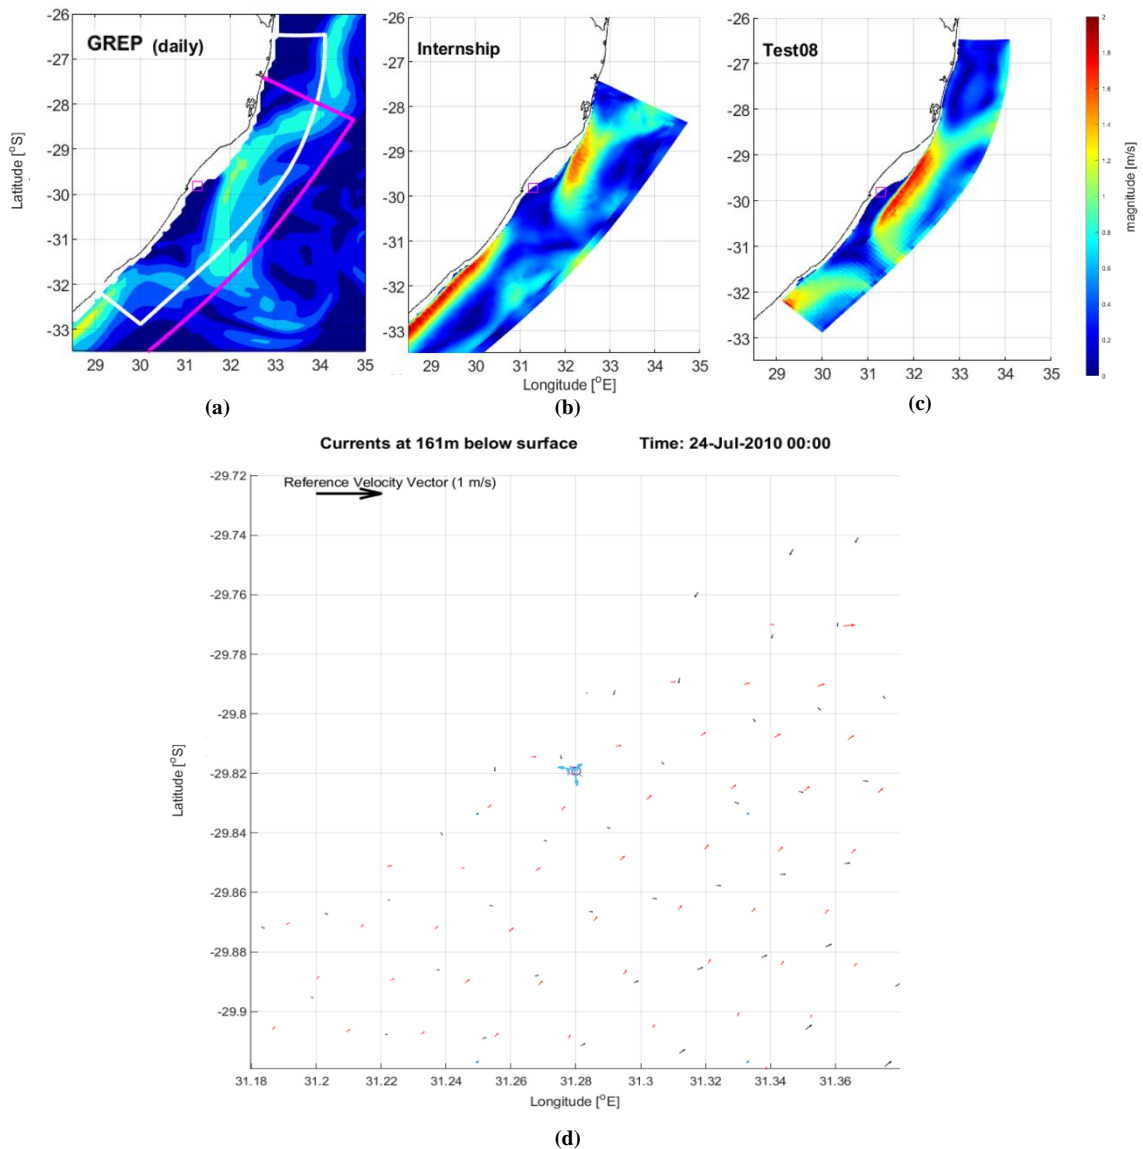 GREP (daily)
Internship
Test08
-26
-27
-28
-29
-30
-31
-32
-33
Latitude [oS]
29 30 31 32 33 34 35
-26
-27
-28
-29
-30
-31
-32
-33
29 30 31 32 33 34 35
Longitude [oE]
-26
-27
-28
-29
-30
-31
-32
-33
29 30 31 32 33 34 35
2
1.8
1.6
1.4
1.2
1
0.8
0.6
0.4
0.2
0
magnitude [m/s]
(a)
(b)
(c)
Currents at 161m below surface Time: 24-Jul-2010 00:00
Reference Velocity Vector (1 m/s)
-29.72
-29.74
-29.76
-29.78
-29.8
-29.82
-29.84
-29.86
-29.88
-29.9
Latitude [oS]
31.18 31.2 31.22 31.24 31.26 31.28 31.3 31.32 31.34 31.36
Longitude [oE]
(d)